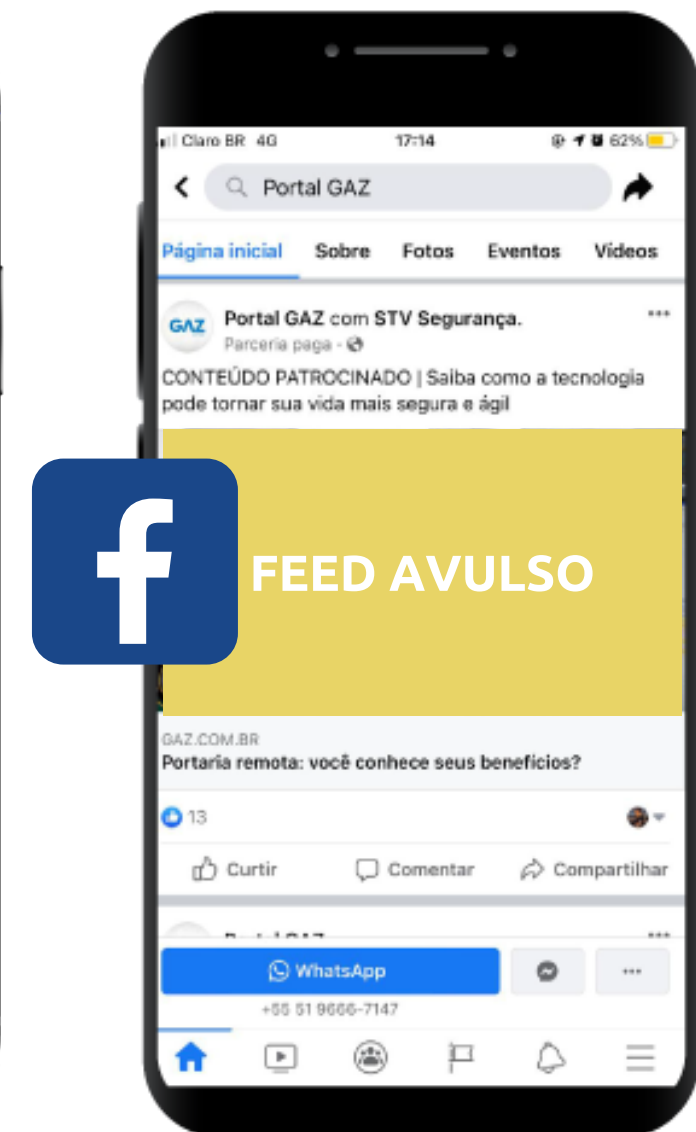 Claro BR 4G 17:14 62%
Portal GAZ
Página inicial Sobre Fotos Eventos Vídeos
GAZ Portal GAZ com STV Segurança.
Parceria paga
CONTEÚDO PATROCINADO | Saiba como a tecnologia
pode tornar sua vida mais segura e ágil
f FEED AVULSO
GAZ.COM.BR
Portaria remota: você conhece seus benefícios?
13
Curtir Comentar Compartilhar
WhatsApp
+55 51 9666-7147